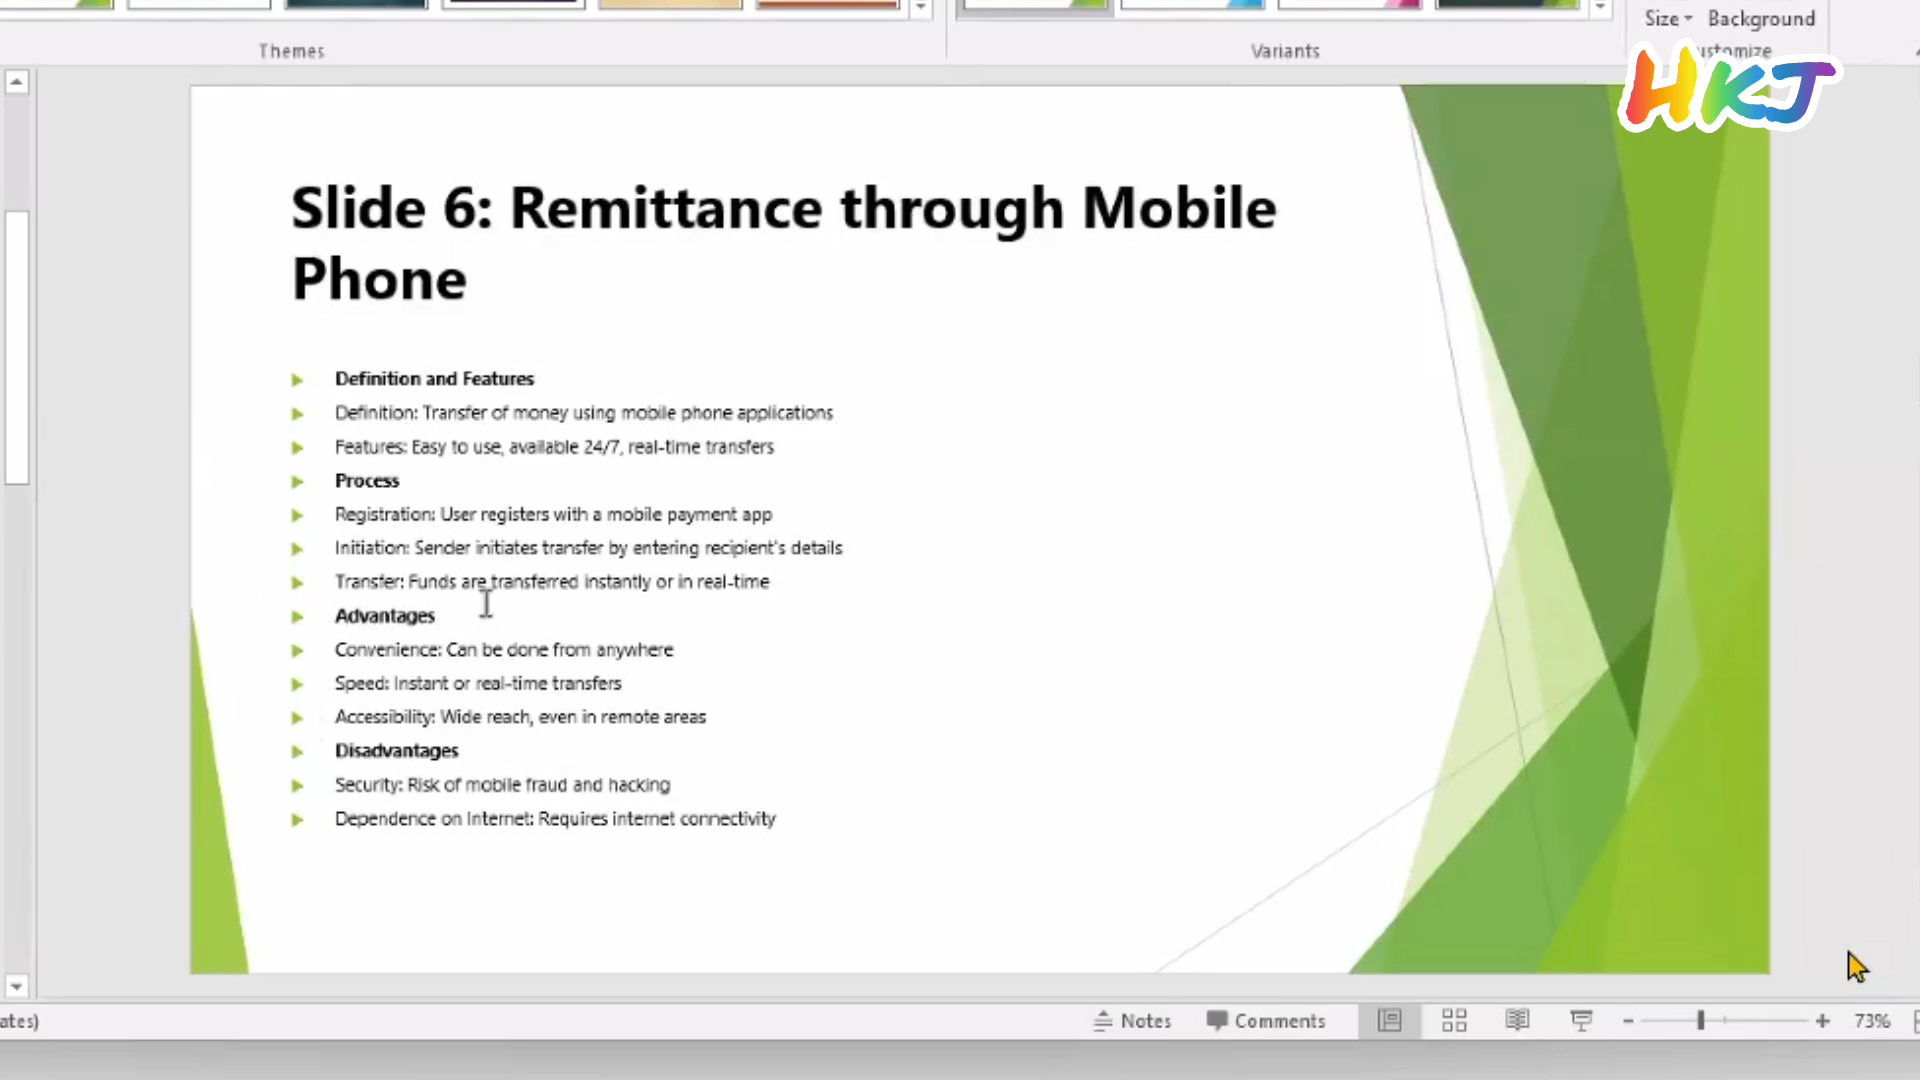 Size Background
Themes
Variants
ustomize
HKJ
Slide 6: Remittance through Mobile
Phone
Definition and Features
Definition: Transfer of money using mobile phone applications
Features: Easy to use, available 24/7, real-time transfers
Process
Registration: User registers with a mobile payment app
Initiation: Sender initiates transfer by entering recipient's details
Transfer: Funds are transferred instantly or in real-time
Advantages
Convenience: Can be done from anywhere
Speed: Instant or real-time transfers
Accessibility: Wide reach, even in remote areas
Disadvantages
Security: Risk of mobile fraud and hacking
Dependence on Internet: Requires internet connectivity
ates)
Notes
Comments
73%